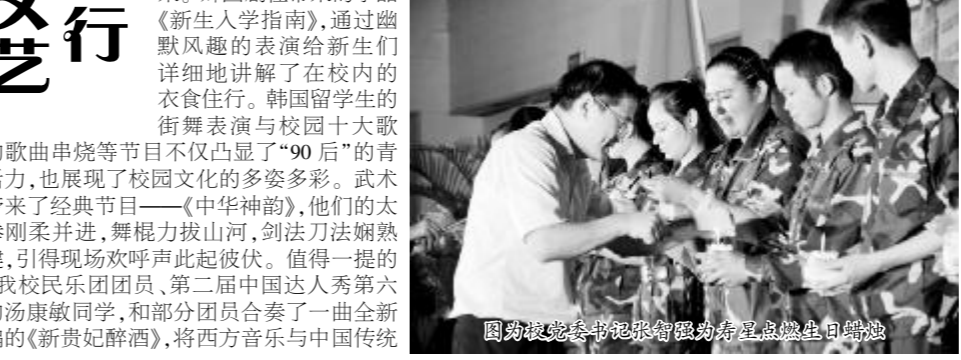 行
艺
《新生入学指南》，通过幽
默风趣的表演给新生们
详细地讲解了在校内的
衣食住行。韩国留学生的
街舞表演与校园十大歌
歌曲串烧等节目不仅凸显了“90 后”的青
力，也展现了校园文化的多姿多彩。武术
来了经典节目——《中华神韵》，他们的太
刚柔并进，舞棍力拔山河，剑法刀法娴熟
，引得现场欢呼声此起彼伏。值得一提的
我校民乐团团员、第二届中国达人秀第六
汤康敏同学，和部分团员合奏了一曲全新
的《新贵妃醉酒》，将西方音乐与中国传统
图为校党委书记张智强为寿星点燃生日蜡烛